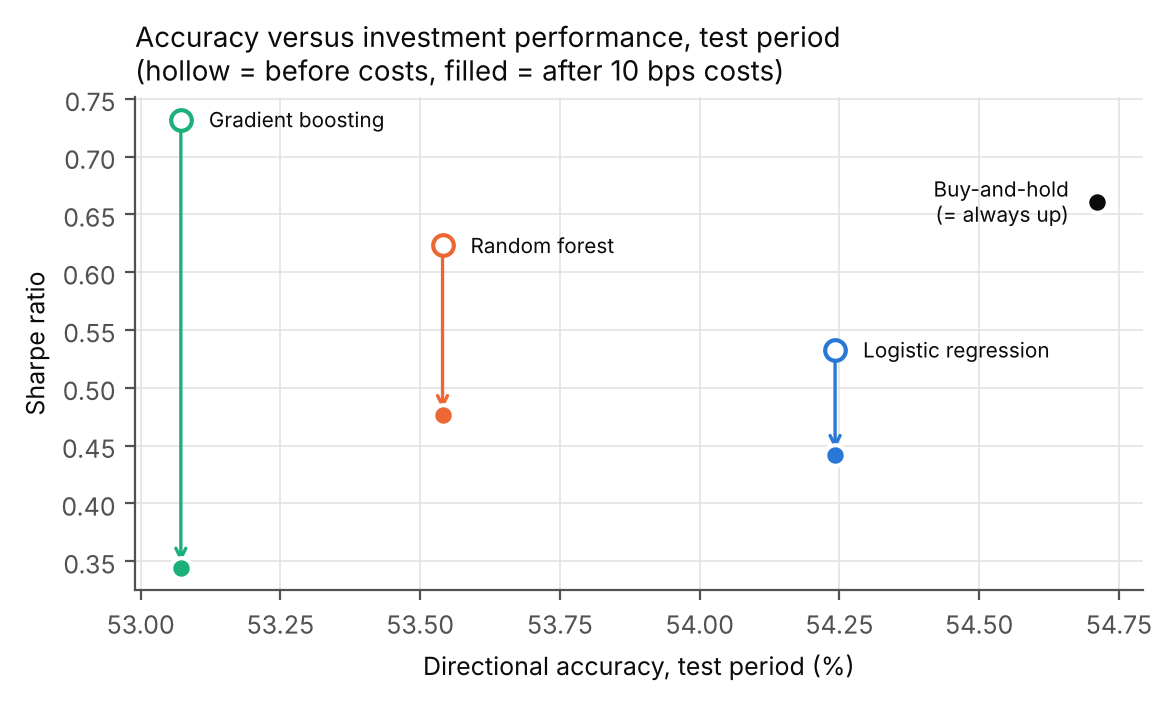 Accuracy versus investment performance, test period
(hollow = before costs, filled = after 10 bps costs)
0.75
Gradient boosting
0.70
Buy-and-hold
(= always up)
0.65
Random forest
0.60
0.55
Logistic regression
0.50
0.45
0.40
0.35
Sharpe ratio
53.00 53.25 53.50 53.75 54.00 54.25 54.50 54.75
Directional accuracy, test period (%)